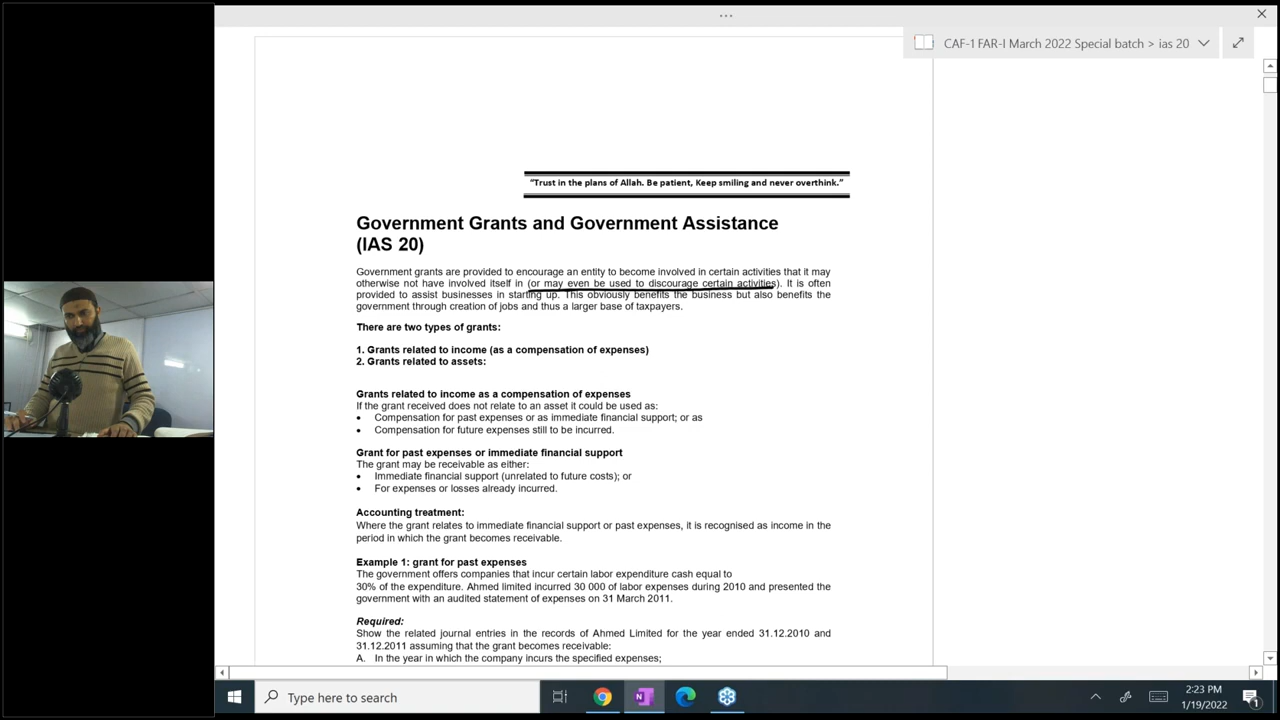 CAF-1 FAR-I March 2022 Special batch > ias 20
“Trust in the plans of Allah. Be patient, Keep smiling and never overthink.”
Government Grants and Government Assistance
(IAS 20)
Government grants are provided to encourage an entity to become involved in certain activities that it may
otherwise not have involved itself in (or may even be used to discourage certain activities). It is often
provided to assist businesses in starting up. This obviously benefits the business but also benefits the
government through creation of jobs and thus a larger base of taxpayers.
There are two types of grants:
1. Grants related to income (as a compensation of expenses)
2. Grants related to assets:
Grants related to income as a compensation of expenses
If the grant received does not relate to an asset it could be used as:
• Compensation for past expenses or as immediate financial support; or as
• Compensation for future expenses still to be incurred.
Grant for past expenses or immediate financial support
The grant may be receivable as either:
• Immediate financial support (unrelated to future costs); or
• For expenses or losses already incurred.
Accounting treatment:
Where the grant relates to immediate financial support or past expenses, it is recognised as income in the
period in which the grant becomes receivable.
Example 1: grant for past expenses
The government offers companies that incur certain labor expenditure cash equal to
30% of the expenditure. Ahmed limited incurred 30 000 of labor expenses during 2010 and presented the
government with an audited statement of expenses on 31 March 2011.
Required:
Show the related journal entries in the records of Ahmed Limited for the year ended 31.12.2010 and
31.12.2011 assuming that the grant becomes receivable:
A. In the year in which the company incurs the specified expenses;
Type here to search
2:23 PM
1/19/2022
1